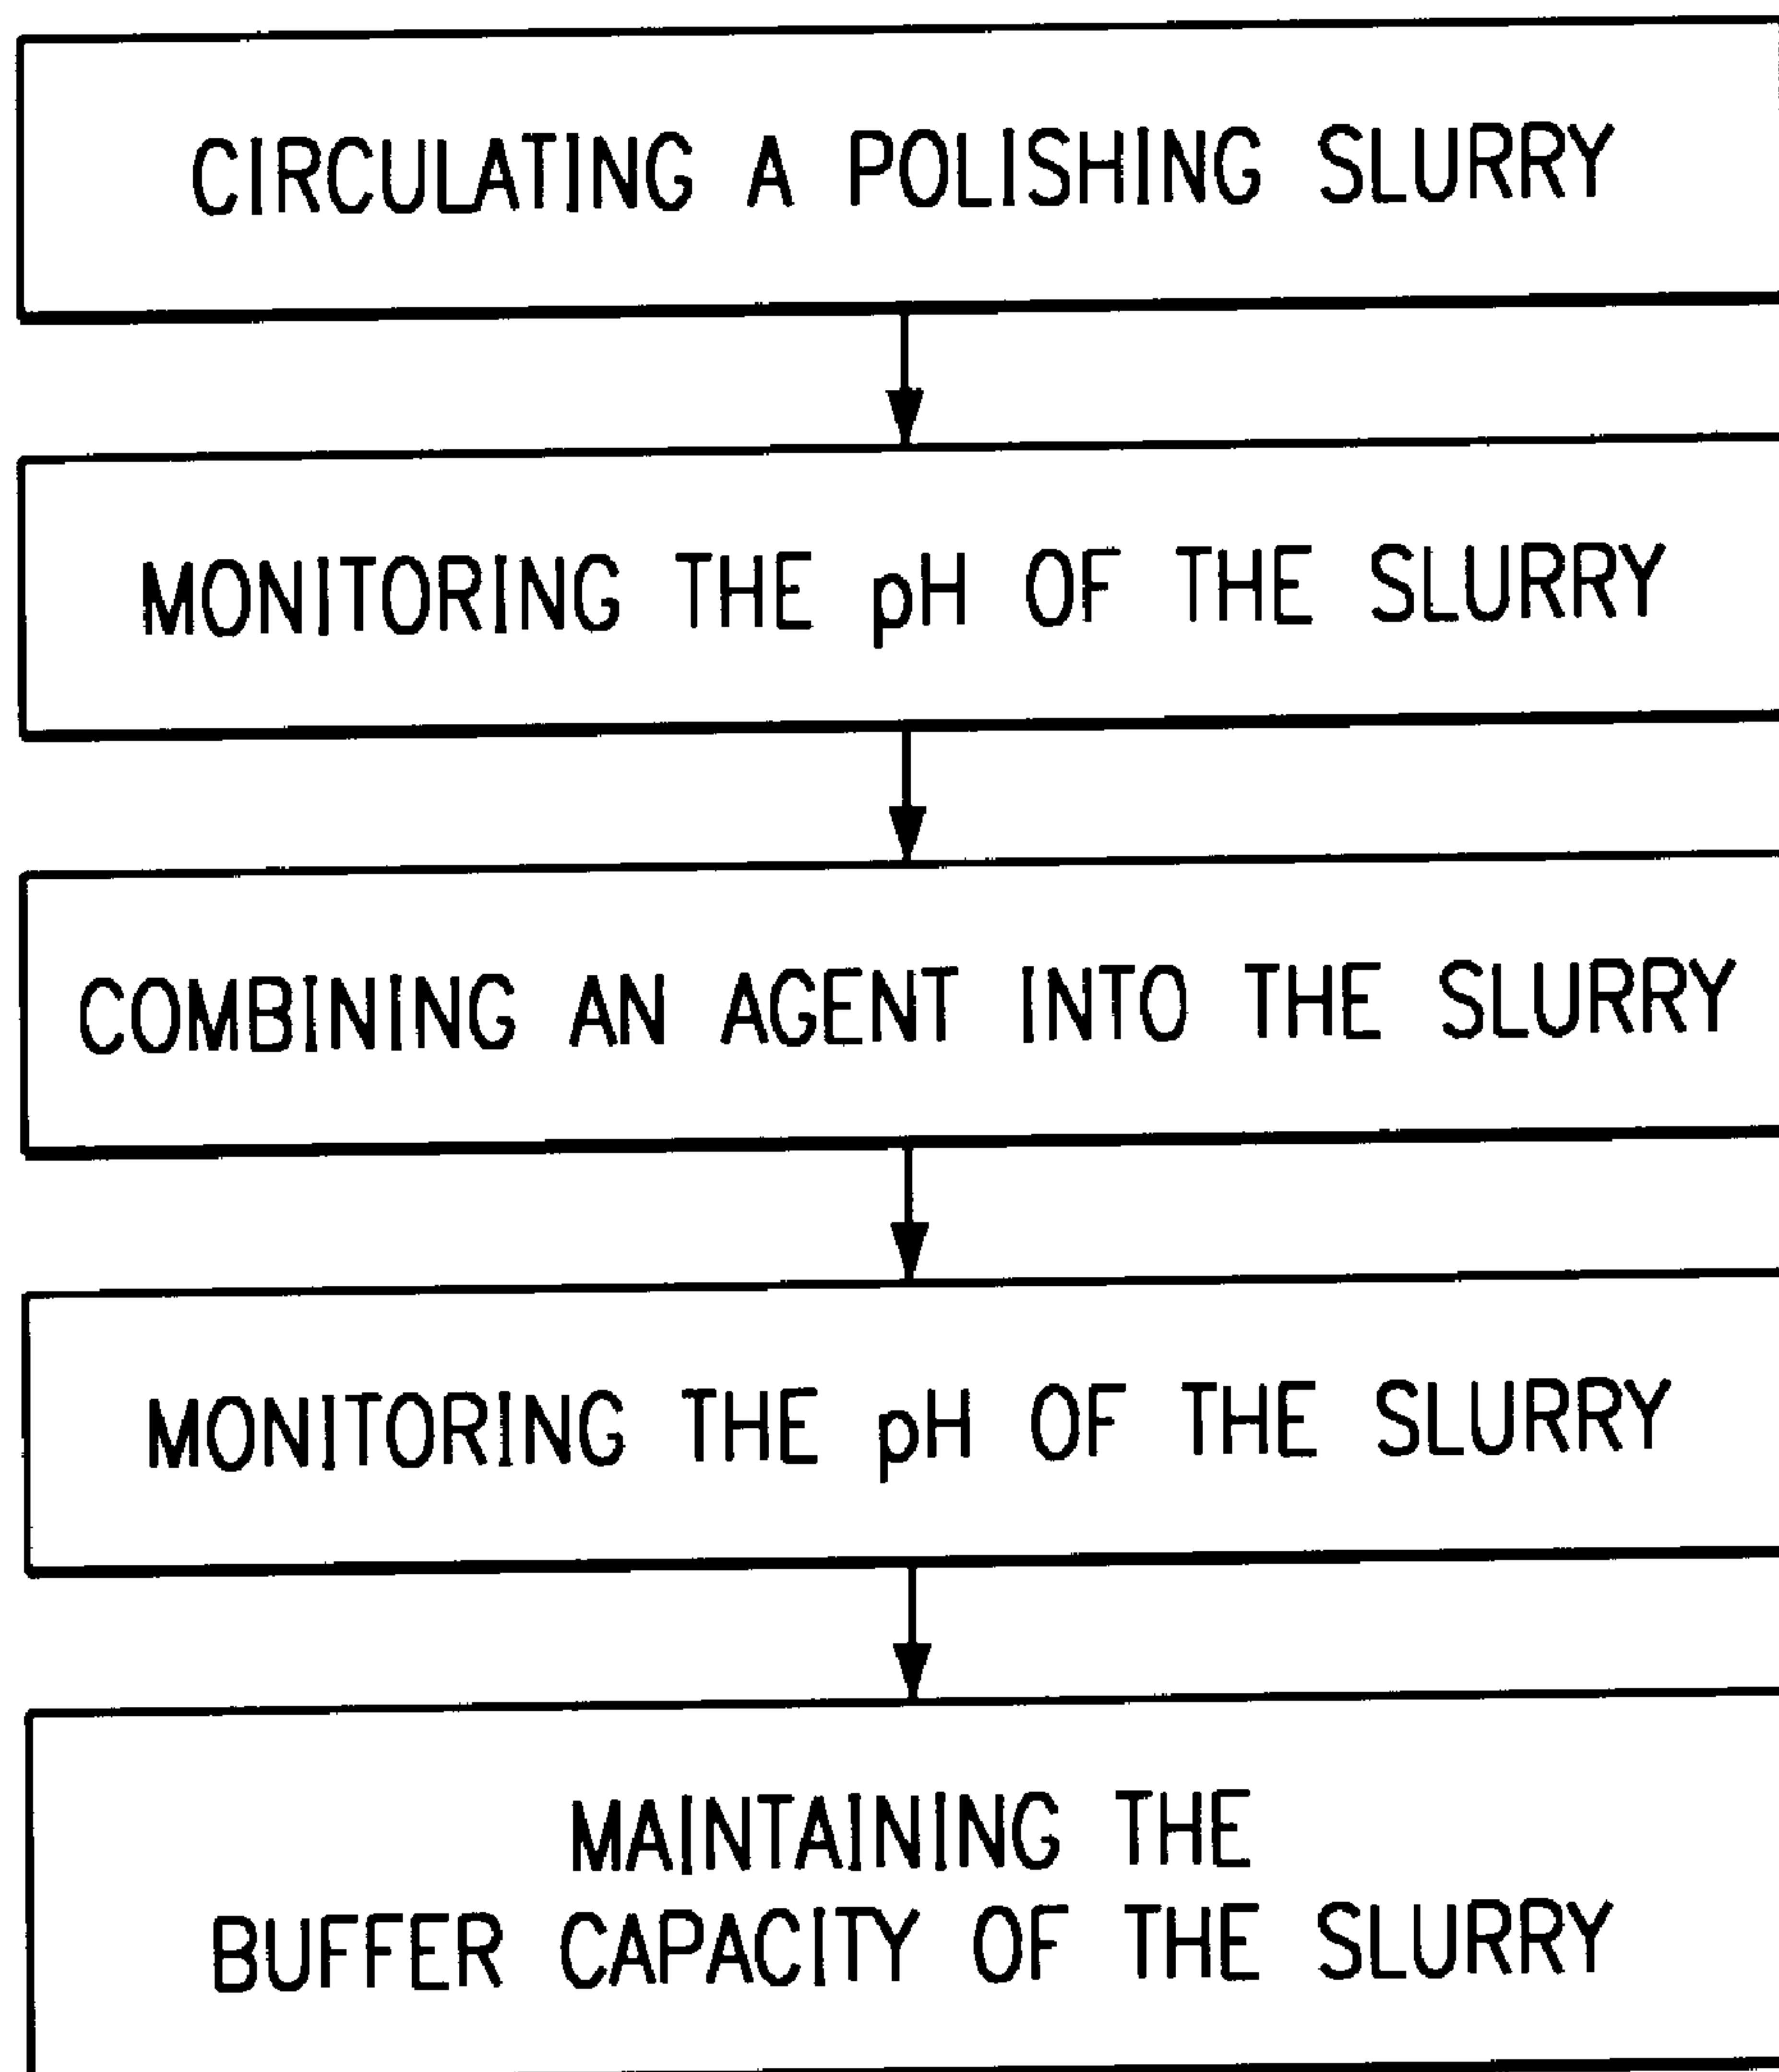 CIRCULATING A POLISHING SLURRY
MONITORING THE pH OF THE SLURRY
COMBINING AN AGENT INTO THE SLURRY
MONITORING THE pH OF THE SLURRY
MAINTAINING THE
BUFFER CAPACITY OF THE SLURRY